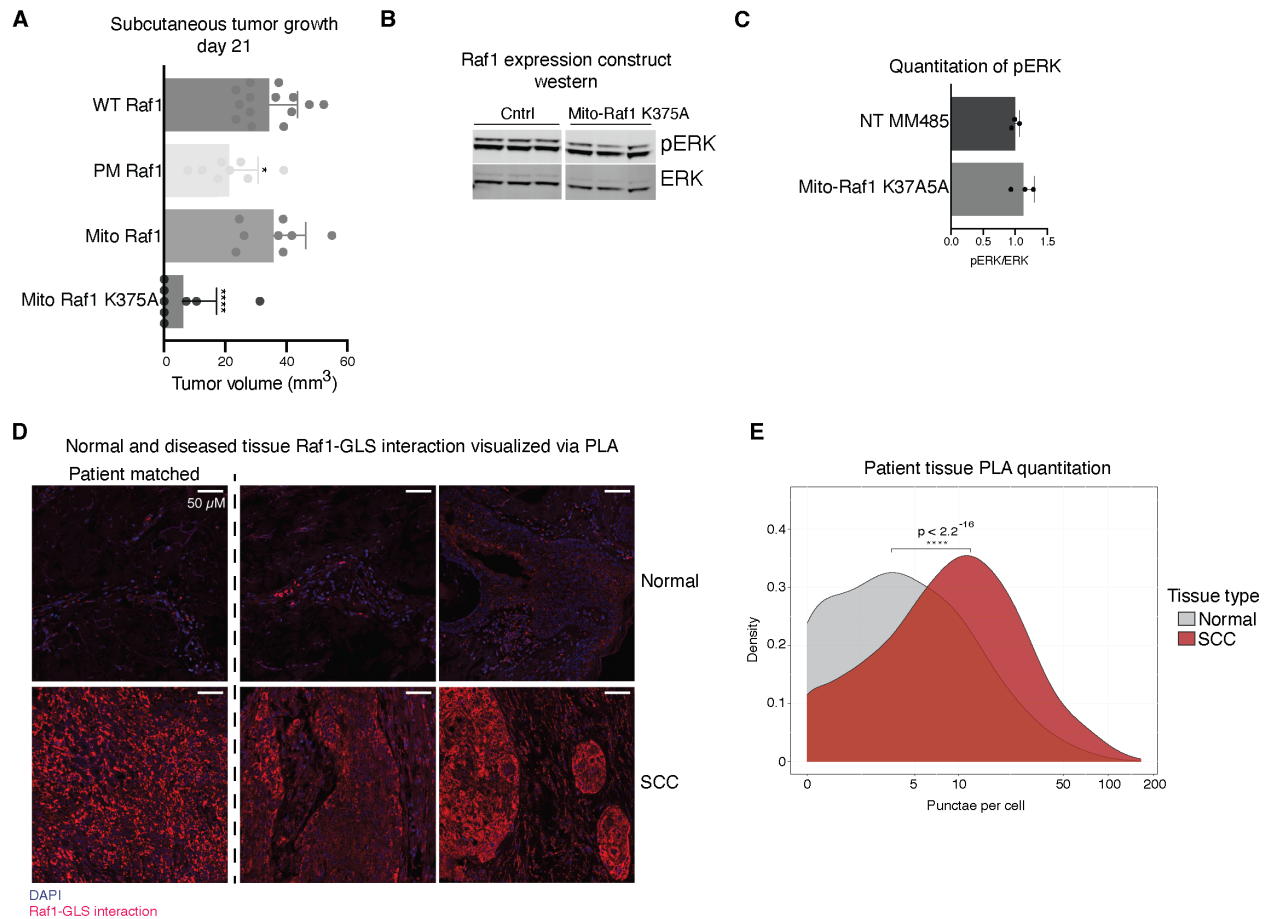 A
Subcutaneous tumor growth
day 21
WT Raf1
PM Raf1
*
Mito Raf1
Mito Raf1 K375A
****
0 20 40 60
Tumor volume (mm3)
B
Raf1 expression construct
western
Cntrl Mito-Raf1 K375A
pERK
ERK
C
Quantitation of pERK
NT MM485
Mito-Raf1 K37A5A
0.0 0.5 1.0 1.5
pERK/ERK
D
Normal and diseased tissue Raf1-GLS interaction visualized via PLA
Patient matched
50 µM
Normal
SCC
DAPI
Raf1-GLS interaction
E
Patient tissue PLA quantitation
p < 2.2-16
****
0.4
0.3
0.2
0.1
0
Density
0 5 10 50 100 200
Punctae per cell
Tissue type
Normal
SCC